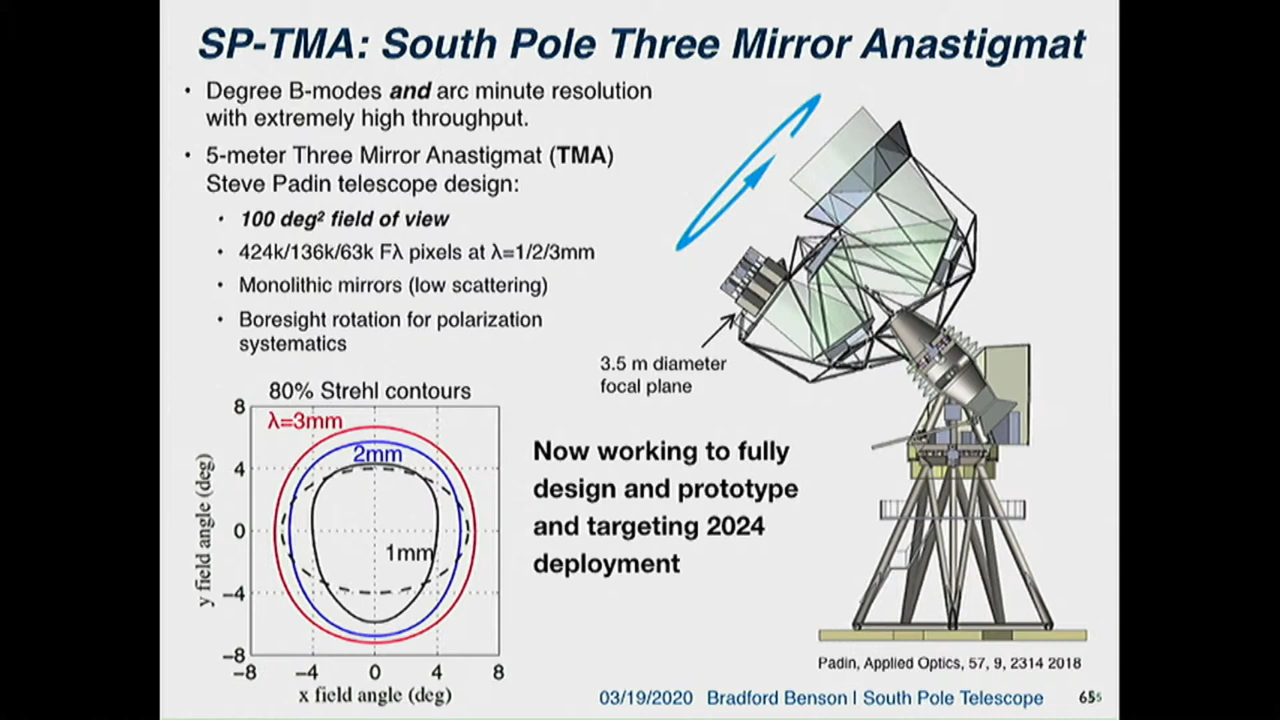 SP-TMA: South Pole Three Mirror Anastigmat
• Degree B-modes and arc minute resolution
with extremely high throughput.
• 5-meter Three Mirror Anastigmat (TMA)
Steve Padin telescope design:
• 100 deg² field of view
• 424k/136k/63k Fλ pixels at λ=1/2/3mm
• Monolithic mirrors (low scattering)
• Boresight rotation for polarization
systematics
3.5 m diameter
focal plane
80% Strehl contours
λ=3mm
2mm
1mm
8
4
0
−4
−8
y field angle (deg)
−8 −4 0 4 8
x field angle (deg)
Now working to fully
design and prototype
and targeting 2024
deployment
Padin, Applied Optics, 57, 9, 2314 2018
03/19/2020 Bradford Benson | South Pole Telescope 65